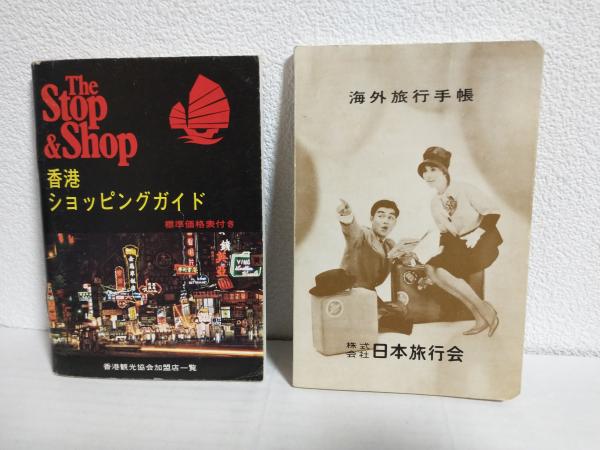 The
Stop
&Shop
香港
ショッピングガイド
標準価格表付き
香港観光協会加盟店一覧
海外旅行手帳
株式会社日本旅行会